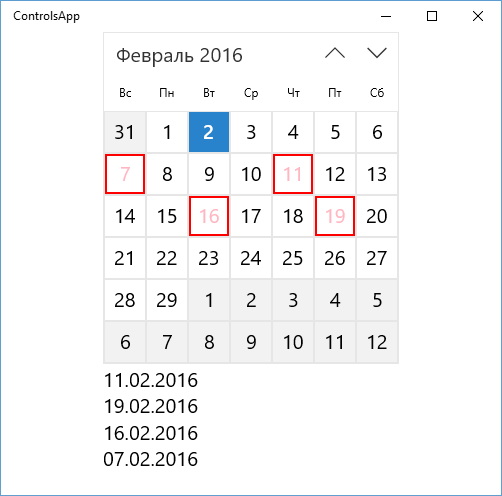 ControlsApp
Февраль 2016
Вс Пн Вт Ср Чт Пт Сб
31 1 2 3 4 5 6
7 8 9 10 11 12 13
14 15 16 17 18 19 20
21 22 23 24 25 26 27
28 29 1 2 3 4 5
6 7 8 9 10 11 12
11.02.2016
19.02.2016
16.02.2016
07.02.2016